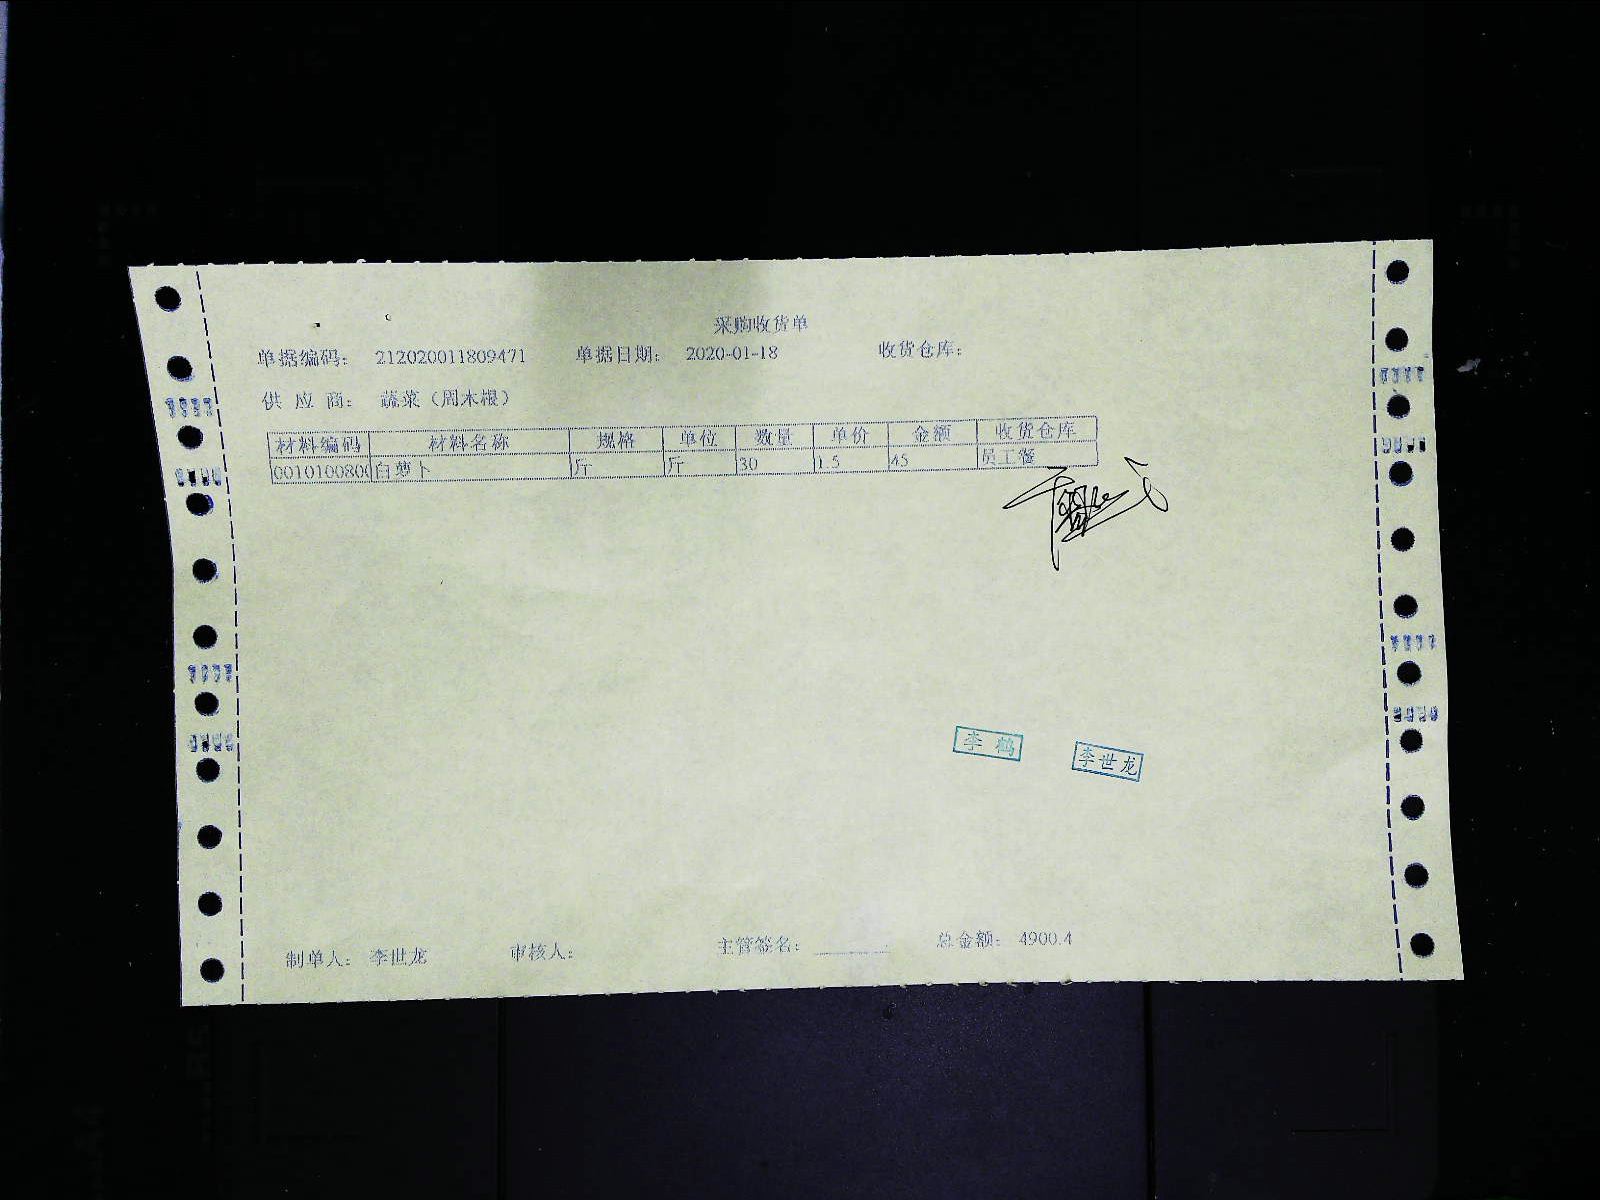 采购收货单
单据编码: 212020011809471 单据日期: 2020-01-18 收货仓库:
供 应 商: 蔬菜(周木根)
材料编码 材料名称 规格 单位 数量 单价 金额 收货仓库
0010100800 白萝卜 斤 斤 30 1.5 45 员工餐
李 鹤
李世龙
制单人: 李世龙 审核人: 主管签名: 总金额: 4900.4